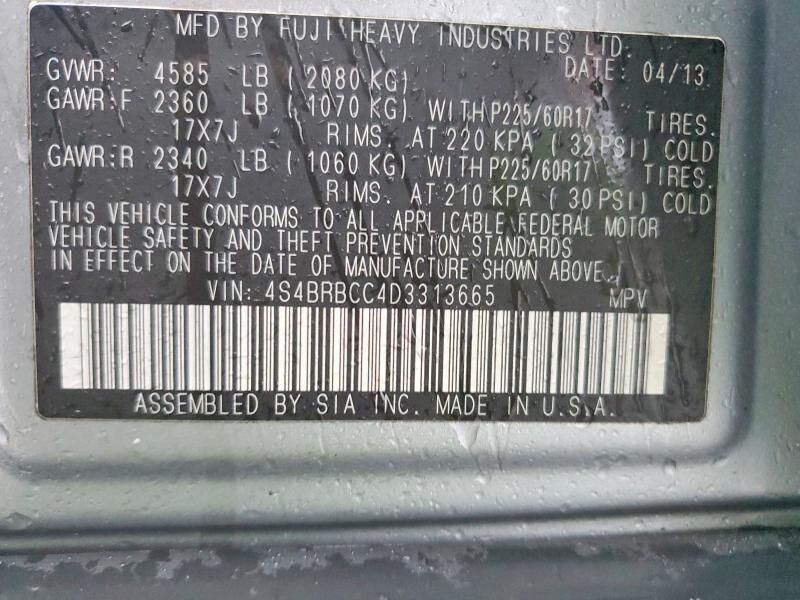 MFD BY FUJI HEAVY INDUSTRIES LTD.
GVWR: 4585 LB (2080 KG) DATE: 04/13
GAWR:F 2360 LB (1070 KG) WITH P225/60R17 TIRES.
17X7J RIMS. AT 220 KPA (32PSI) COLD
GAWR:R 2340 LB (1060 KG) WITH P225/60R17 TIRES.
17X7J RIMS. AT 210 KPA (30PSI) COLD
THIS VEHICLE CONFORMS TO ALL APPLICABLE FEDERAL MOTOR
VEHICLE SAFETY AND THEFT PREVENTION STANDARDS
IN EFFECT ON THE DATE OF MANUFACTURE SHOWN ABOVE.
VIN: 4S4BRBCC4D3313665 MPV
ASSEMBLED BY SIA INC. MADE IN U.S.A.